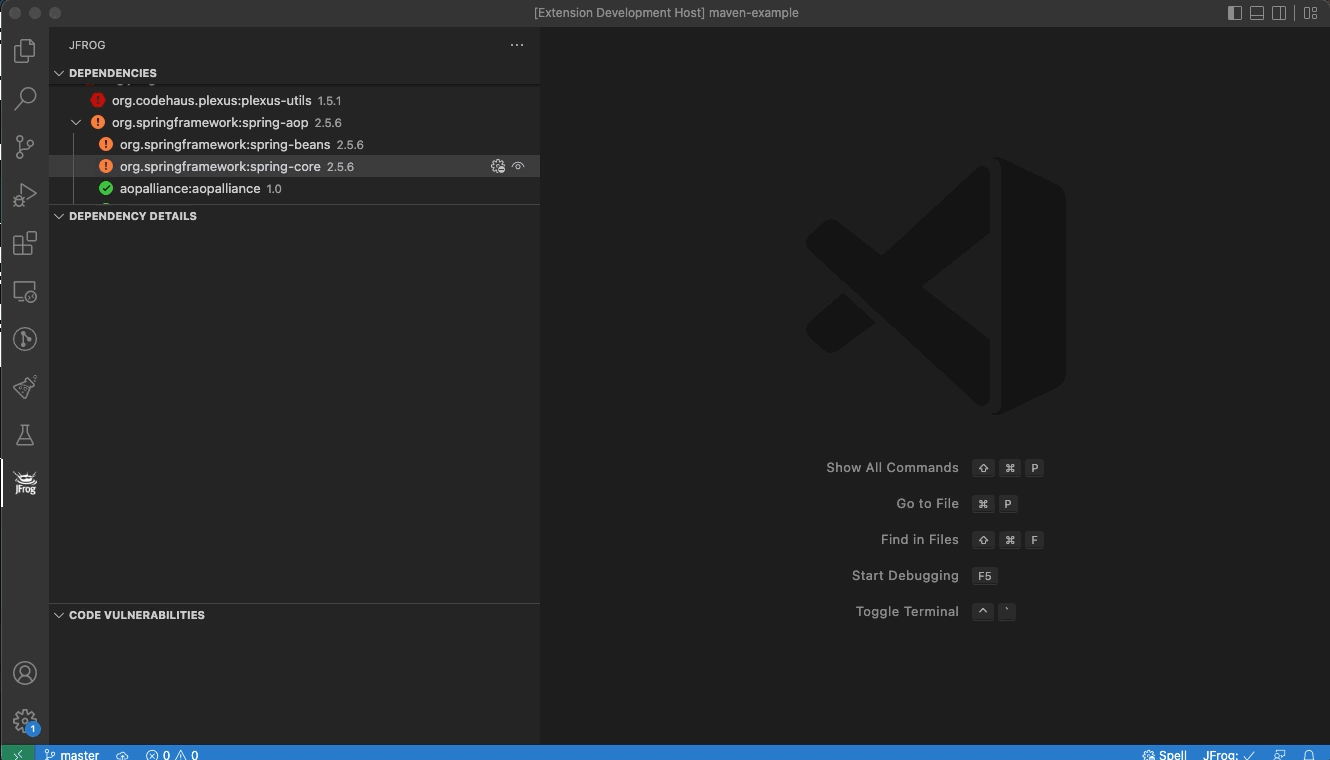 [Extension Development Host] maven-example
JFROG
DEPENDENCIES
org.codehaus.plexus:plexus-utils 1.5.1
org.springframework:spring-aop 2.5.6
org.springframework:spring-beans 2.5.6
org.springframework:spring-core 2.5.6
aopalliance:aopalliance 1.0
DEPENDENCY DETAILS
JFrog
Show All Commands ⇧ ⌘ P
Go to File ⌘ P
Find in Files ⇧ ⌘ F
Start Debugging F5
Toggle Terminal ^ `
CODE VULNERABILITIES
1
master 0 0 Spell JFrog: ✓